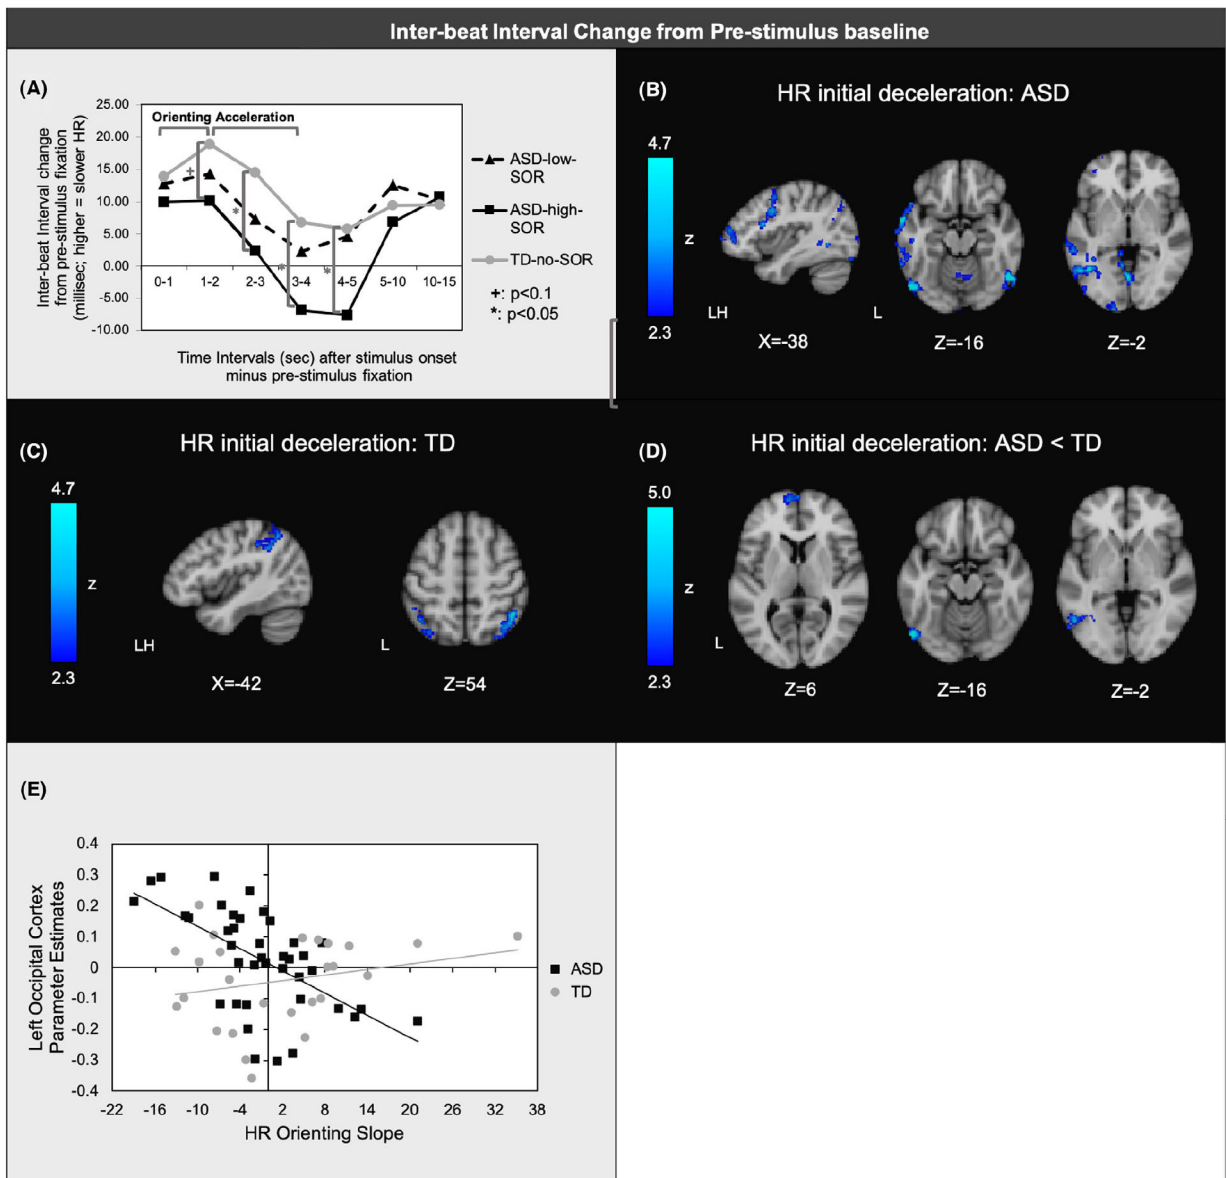 Inter-beat Interval Change from Pre-stimulus baseline
(A)
Inter-beat Interval change
from pre-stimulus fixation
(millisec; higher = slower HR)
25.00
20.00
15.00
10.00
5.00
0.00
-5.00
-10.00
Orienting Acceleration
+
*
*
*
0-1
1-2
2-3
3-4
4-5
5-10
10-15
Time Intervals (sec) after stimulus onset
minus pre-stimulus fixation
ASD-low-
SOR
ASD-high-
SOR
TD-no-SOR
+: p<0.1
*: p<0.05
(B)
HR initial deceleration: ASD
4.7
z
2.3
LH
L
X=-38
Z=-16
Z=-2
(C)
HR initial deceleration: TD
4.7
z
2.3
LH
L
X=-42
Z=54
(D)
HR initial deceleration: ASD < TD
5.0
z
2.3
L
Z=6
Z=-16
Z=-2
(E)
Left Occipital Cortex
Parameter Estimates
0.4
0.3
0.2
0.1
0
-0.1
-0.2
-0.3
-0.4
-22
-16
-10
-4
2
8
14
20
26
32
38
HR Orienting Slope
ASD
TD